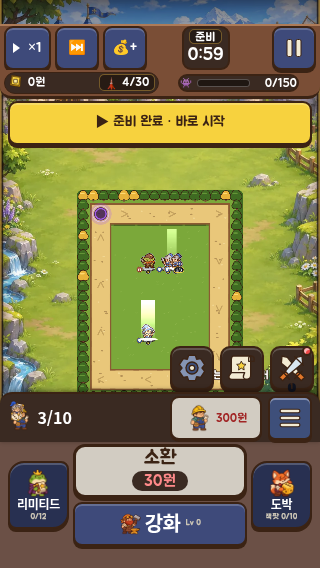 ×1
준비
0:59
0원
4/30
0/150
▶ 준비 완료 · 바로 시작
3/10
300원
소환
30원
리미티드
0/12
강화 Lv 0
도박
잭팟 0/10